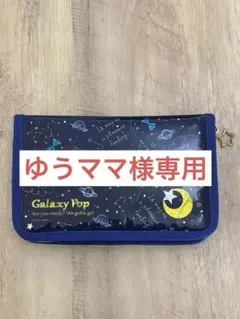 ゆうママ様専用
Galaxy Pop
Are you ready? We gotta go!